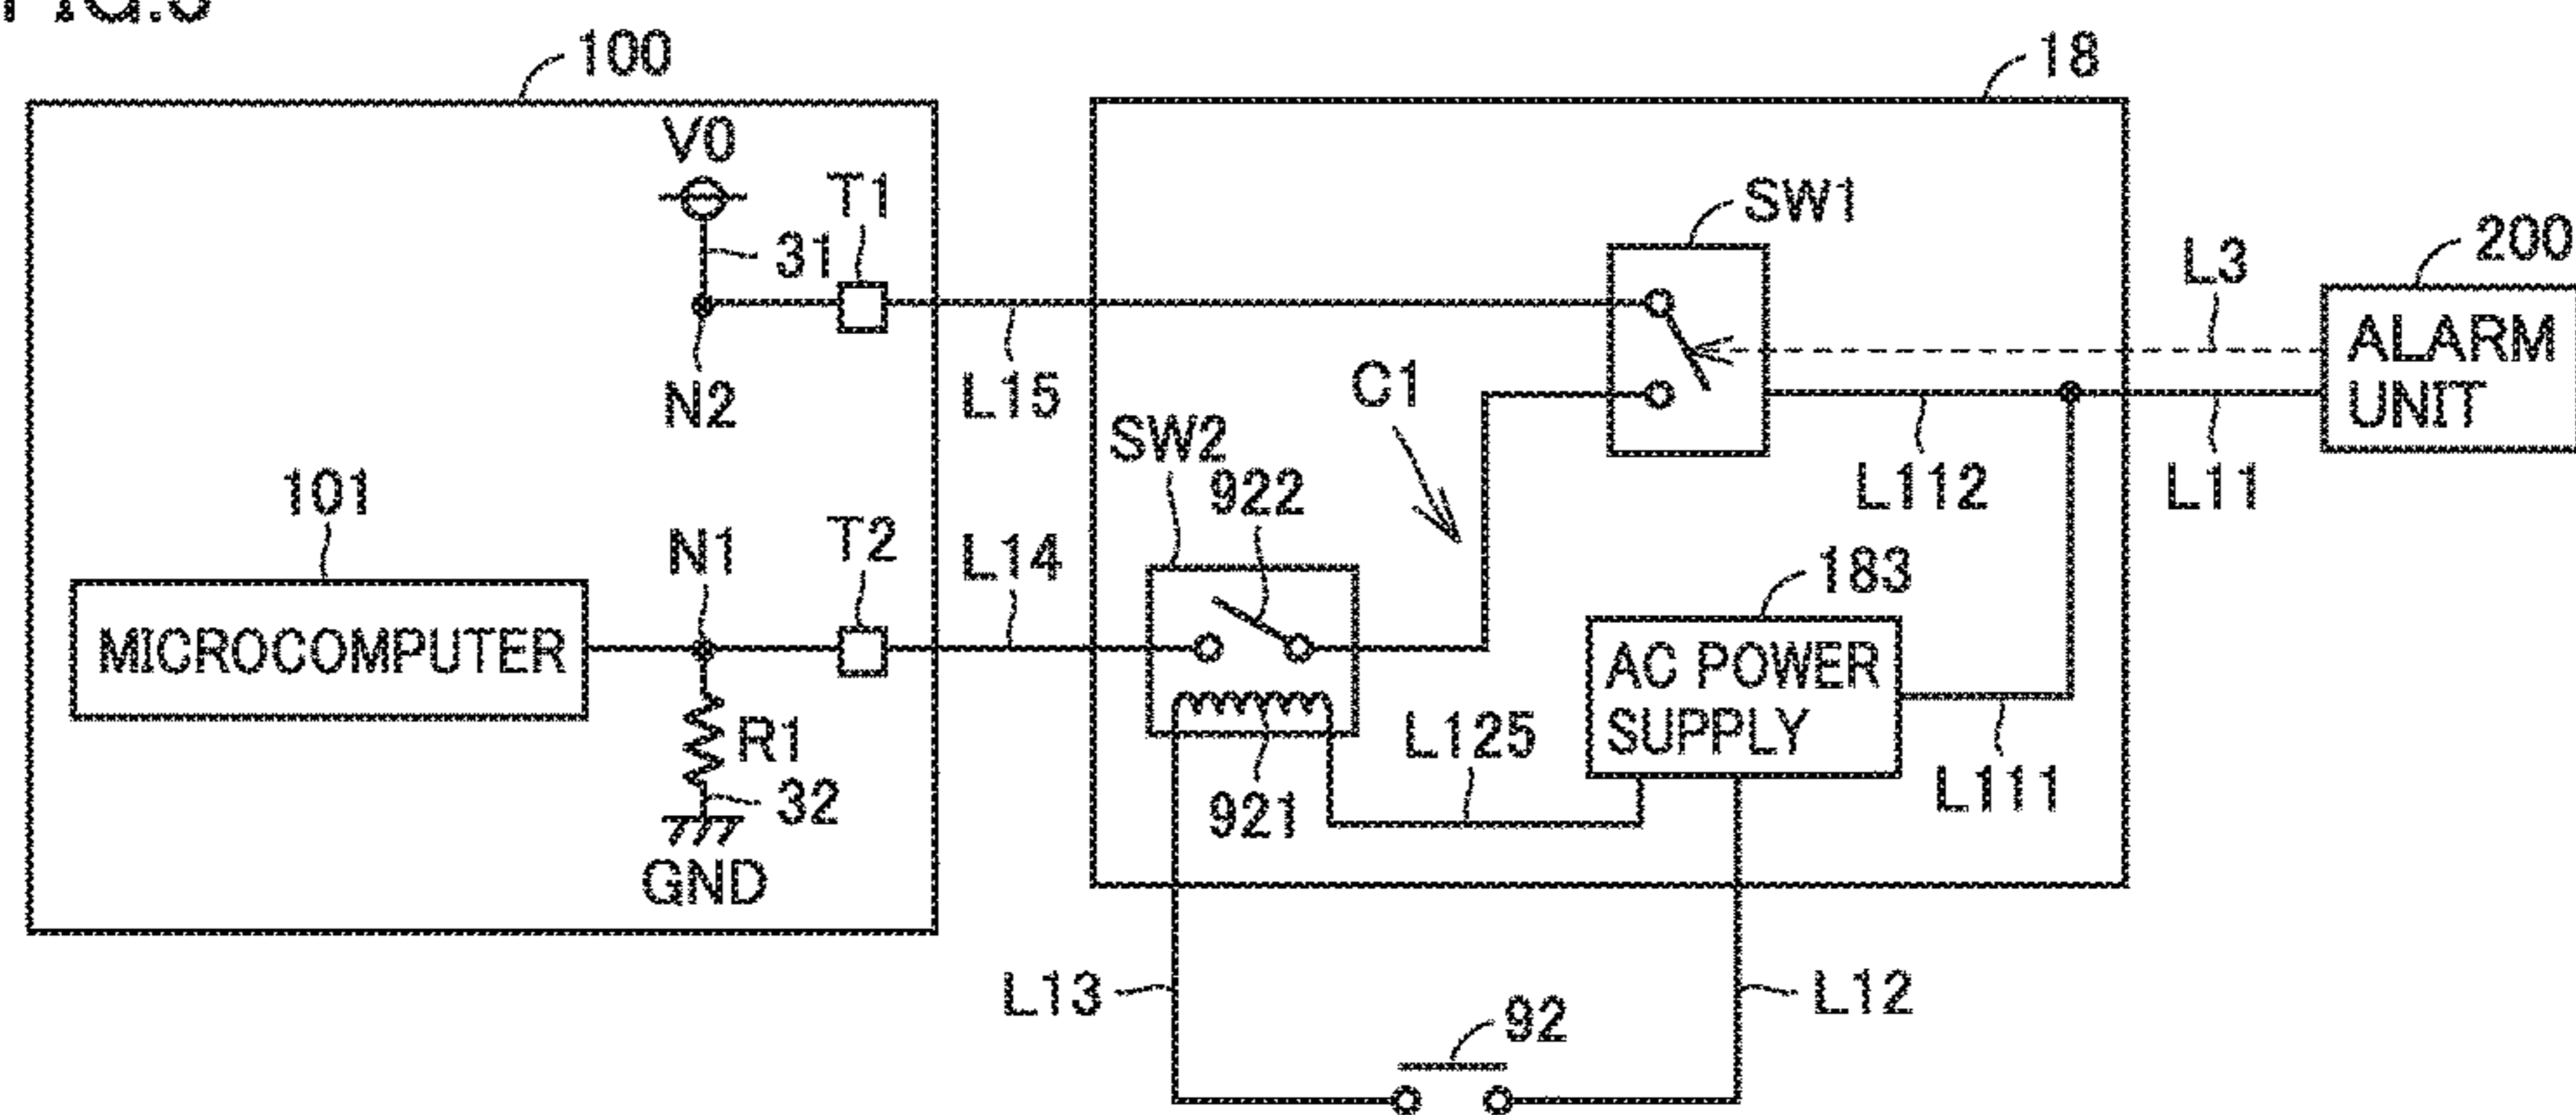 100
18
V0
T1
SW1
31
L3
200
ALARM
UNIT
N2
L15
C1
SW2
922
L112
L11
101
N1
T2
L14
183
MICROCOMPUTER
AC POWER
SUPPLY
R1
L125
L111
32
921
GND
L13
L12
92